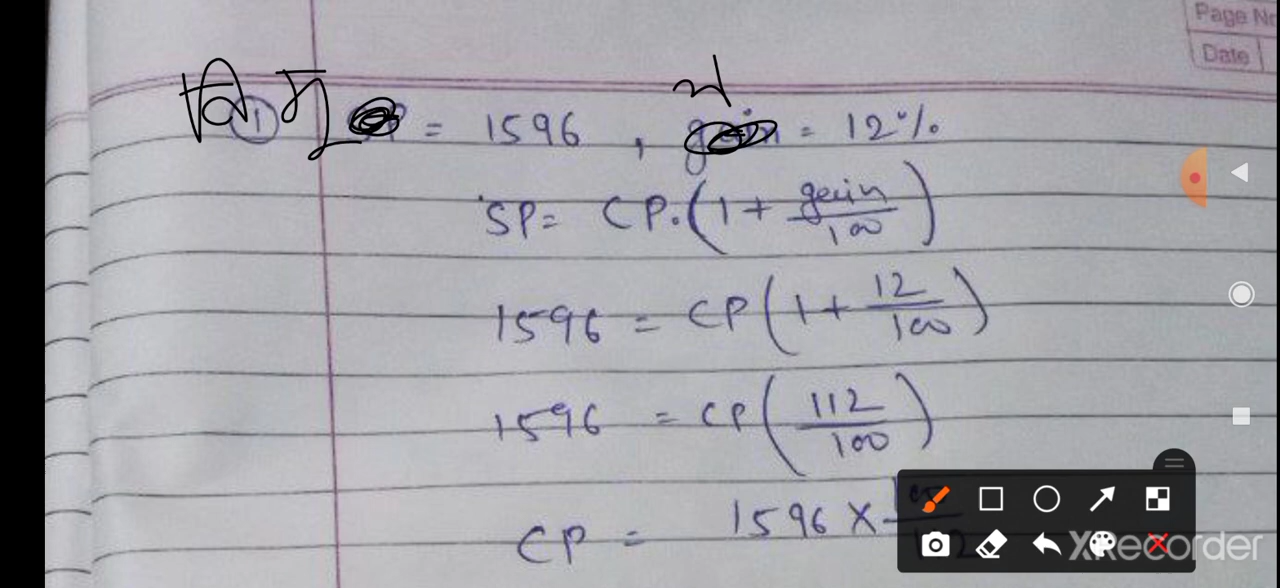 Page No
Date
वि मू = 1596 , = 12%
①
SP = CP.(1 + gain/100)
1596 = CP(1 + 12/100)
1596 = CP(112/100)
CP = 1596 ×
XRecorder